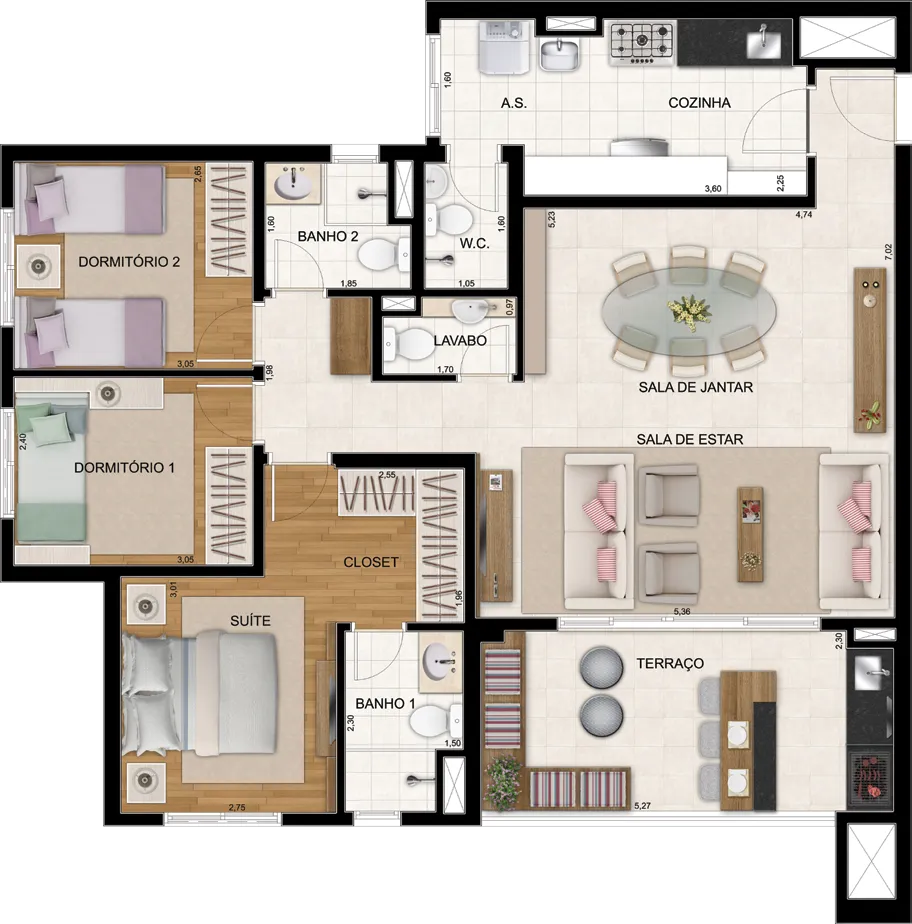 1,60
A.S.
COZINHA
3,60
2,25
DORMITÓRIO 2
2,65
3,05
BANHO 2
1,60
1,85
W.C.
1,60
1,05
5,23
4,74
7,02
LAVABO
0,97
1,70
1,98
SALA DE JANTAR
SALA DE ESTAR
5,36
DORMITÓRIO 1
2,40
3,05
CLOSET
2,55
1,96
SUÍTE
3,01
2,75
BANHO 1
2,30
1,50
TERRAÇO
2,30
5,27